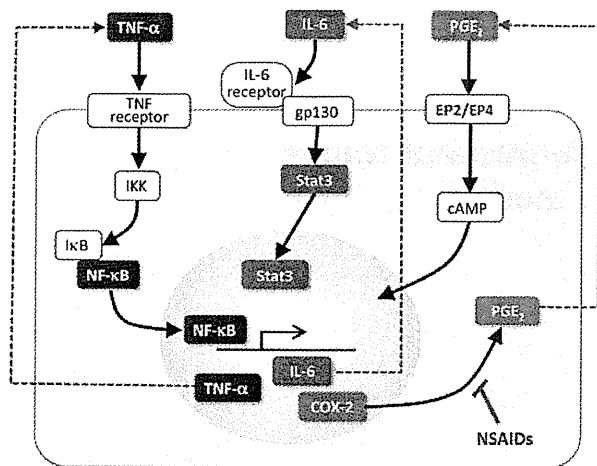 TNF-α
IL-6
PGE₂
IL-6
receptor
TNF
receptor
gp130
EP2/EP4
IKK
Stat3
cAMP
IκB
NF-κB
Stat3
NF-κB
PGE₂
IL-6
TNF-α
COX-2
NSAIDs